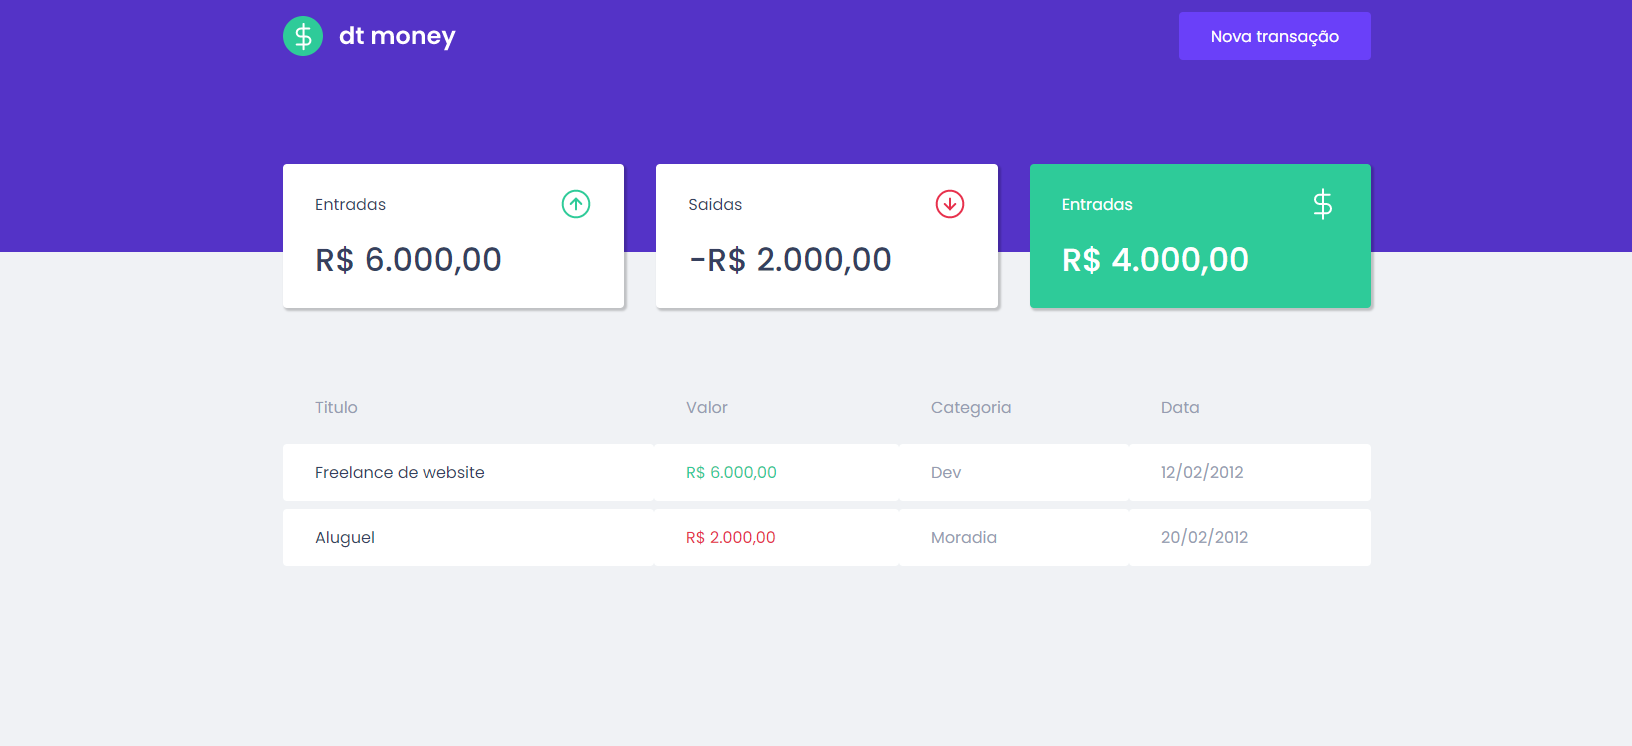 dt money
Nova transação
Entradas
R$ 6.000,00
Saidas
-R$ 2.000,00
Entradas
R$ 4.000,00
Titulo Valor Categoria Data
Freelance de website R$ 6.000,00 Dev 12/02/2012
Aluguel R$ 2.000,00 Moradia 20/02/2012